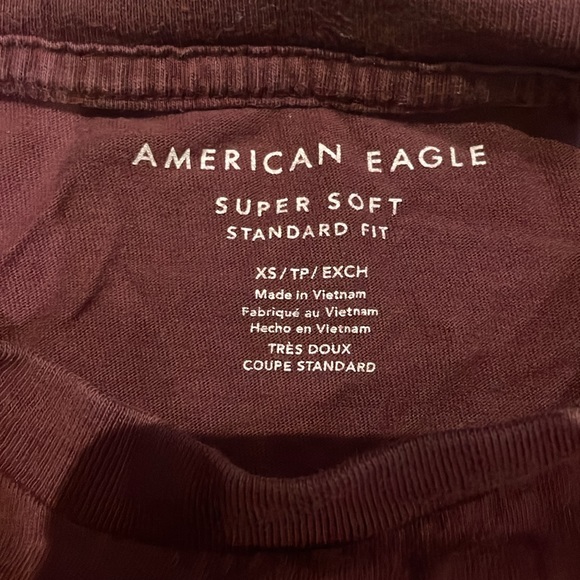 AMERICAN EAGLE
SUPER SOFT
STANDARD FIT
XS/TP/EXCH
Made in Vietnam
Fabriqué au Vietnam
Hecho en Vietnam
TRÈS DOUX
COUPE STANDARD